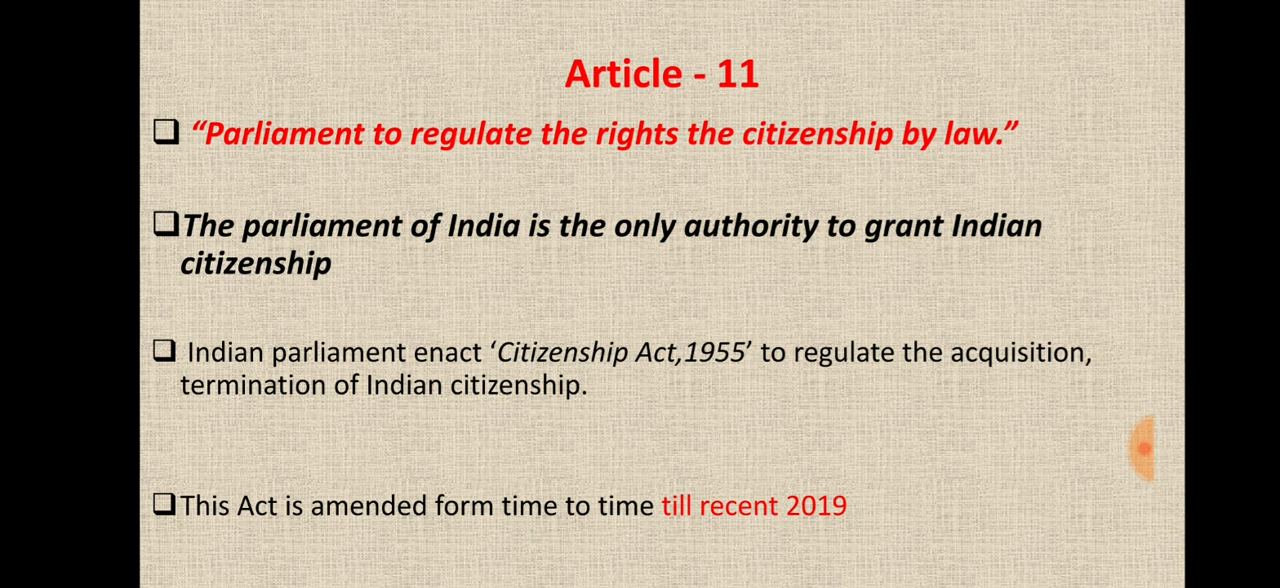 Article - 11
“Parliament to regulate the rights the citizenship by law.”
The parliament of India is the only authority to grant Indian
citizenship
Indian parliament enact ‘Citizenship Act,1955’ to regulate the acquisition,
termination of Indian citizenship.
This Act is amended form time to time till recent 2019